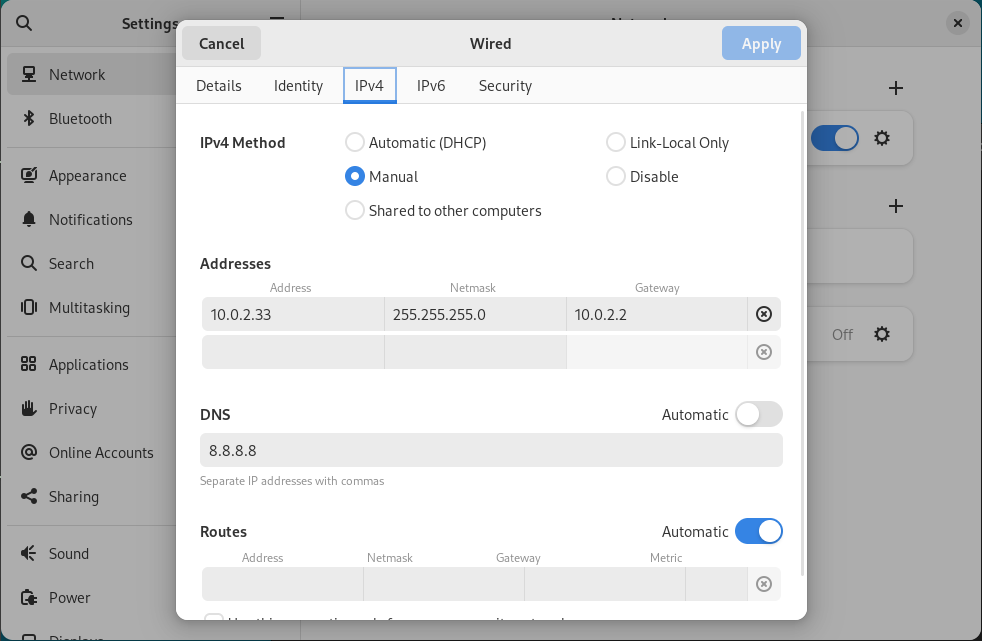 Settings
Cancel
Wired
Apply
Details
Identity
IPv4
IPv6
Security
Network
Bluetooth
Appearance
Notifications
Search
Multitasking
Applications
Privacy
Online Accounts
Sharing
Sound
Power
Displays
IPv4 Method
Automatic (DHCP)
Link-Local Only
Manual
Disable
Shared to other computers
Addresses
Address Netmask Gateway
10.0.2.33 255.255.255.0 10.0.2.2
DNS
Automatic
8.8.8.8
Separate IP addresses with commas
Routes
Automatic
Address Netmask Gateway Metric
Off